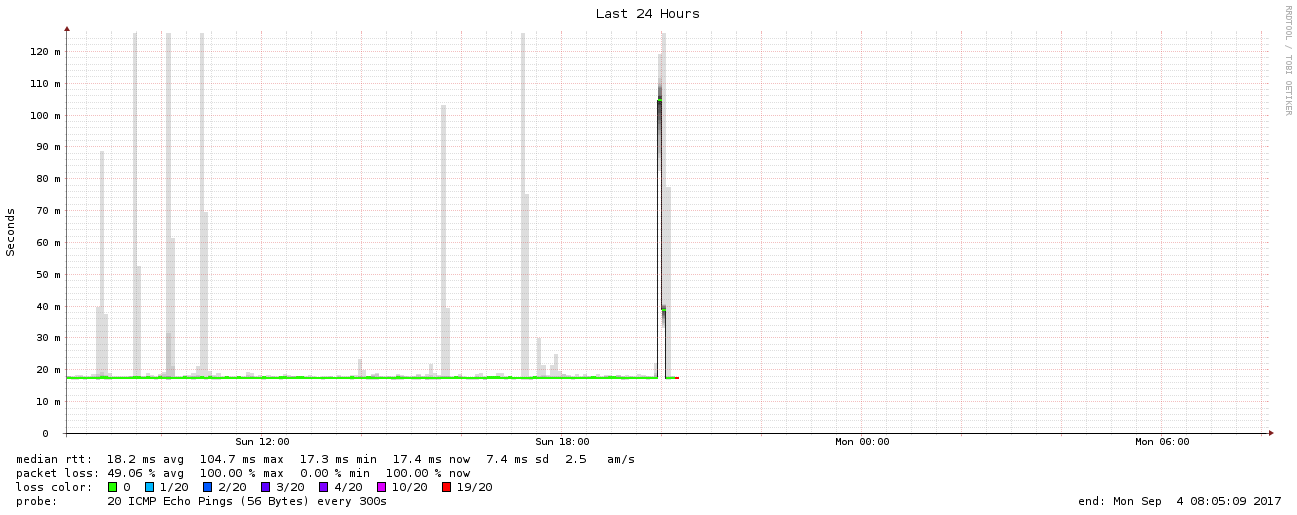 Last 24 Hours
RRDTOOL / TOBI OETIKER
Seconds
120 m
110 m
100 m
90 m
80 m
70 m
60 m
50 m
40 m
30 m
20 m
10 m
0
Sun 12:00 Sun 18:00 Mon 00:00 Mon 06:00
median rtt: 18.2 ms avg 104.7 ms max 17.3 ms min 17.4 ms now 7.4 ms sd 2.5 am/s
packet loss: 49.06 % avg 100.00 % max 0.00 % min 100.00 % now
loss color: 0 1/20 2/20 3/20 4/20 10/20 19/20
probe: 20 ICMP Echo Pings (56 Bytes) every 300s end: Mon Sep 4 08:05:09 2017